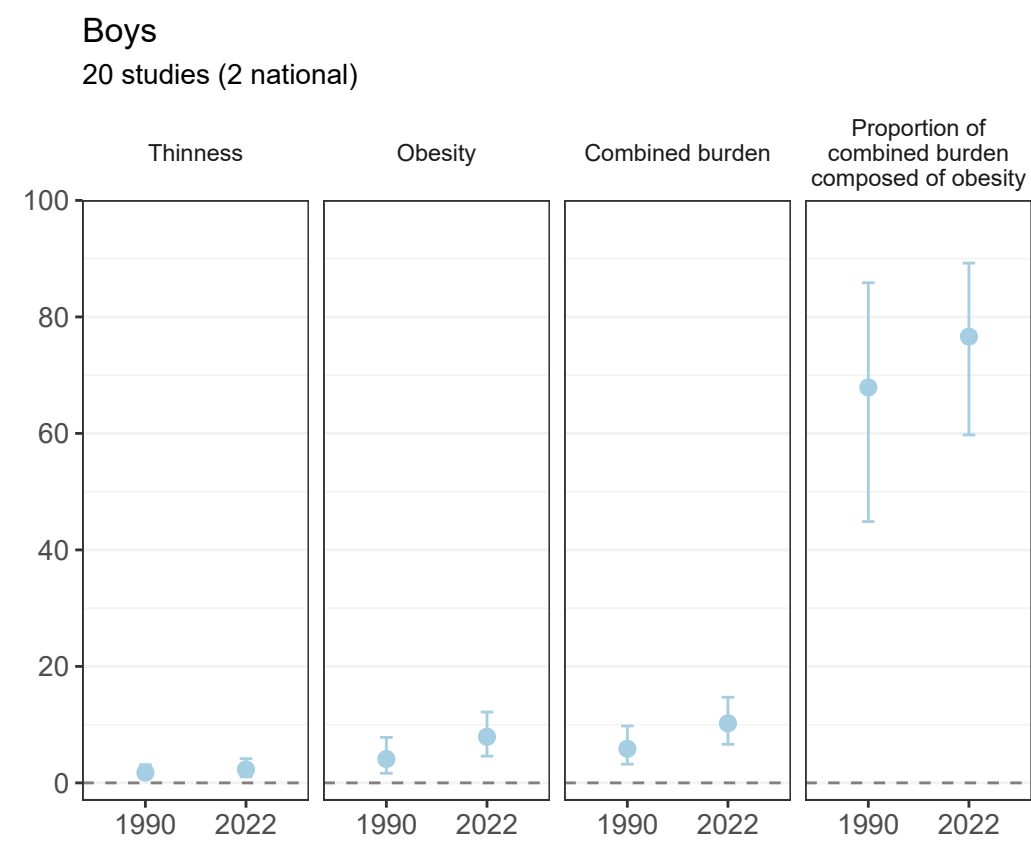 Boys
20 studies (2 national)
Thinness
Obesity
Combined burden
Proportion of
combined burden
composed of obesity
100
80
60
40
20
0
1990 2022
1990 2022
1990 2022
1990 2022